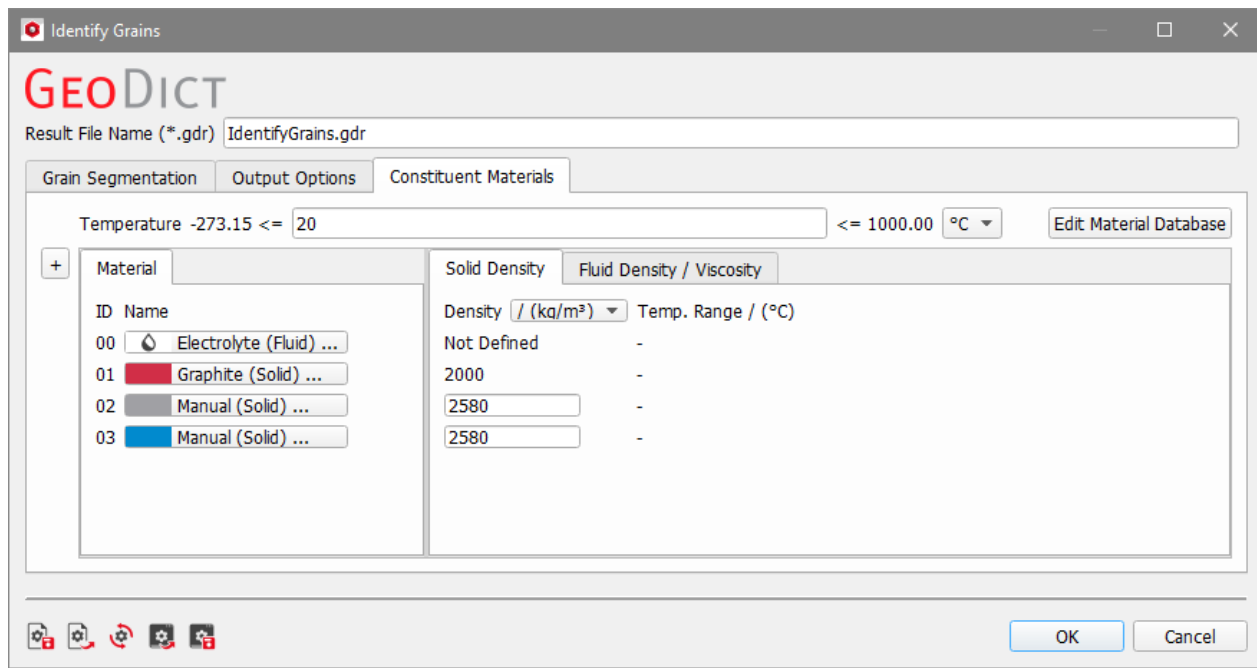 Identify Grains
GEODICT
Result File Name (*.gdr) IdentifyGrains.gdr
Grain Segmentation Output Options Constituent Materials
Temperature -273.15 <= 20 <= 1000.00 °C Edit Material Database
+ Material Solid Density Fluid Density / Viscosity
ID Name Density / (kg/m³) Temp. Range / (°C)
00 Electrolyte (Fluid) ... Not Defined -
01 Graphite (Solid) ... 2000 -
02 Manual (Solid) ... 2580 -
03 Manual (Solid) ... 2580 -
OK Cancel